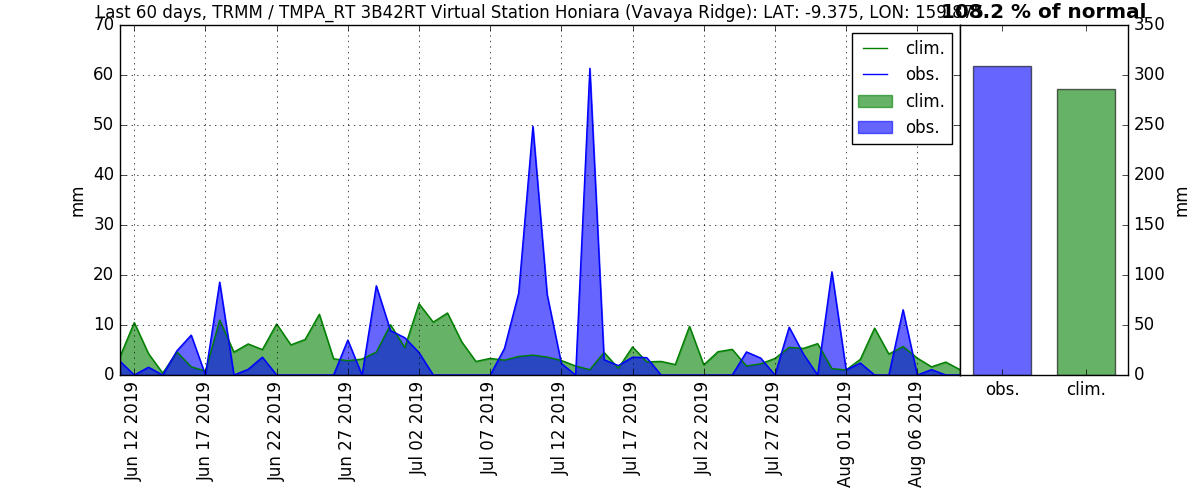 Last 60 days, TRMM / TMPA_RT 3B42RT Virtual Station Honiara (Vavaya Ridge): LAT: -9.375, LON:
108.2 % of normal
70
60
50
40
30
20
10
0
mm
clim.
obs.
clim.
obs.
350
300
250
200
150
100
50
0
mm
Jun 12 2019
Jun 17 2019
Jun 22 2019
Jun 27 2019
Jul 02 2019
Jul 07 2019
Jul 12 2019
Jul 17 2019
Jul 22 2019
Jul 27 2019
Aug 01 2019
Aug 06 2019
obs.
clim.